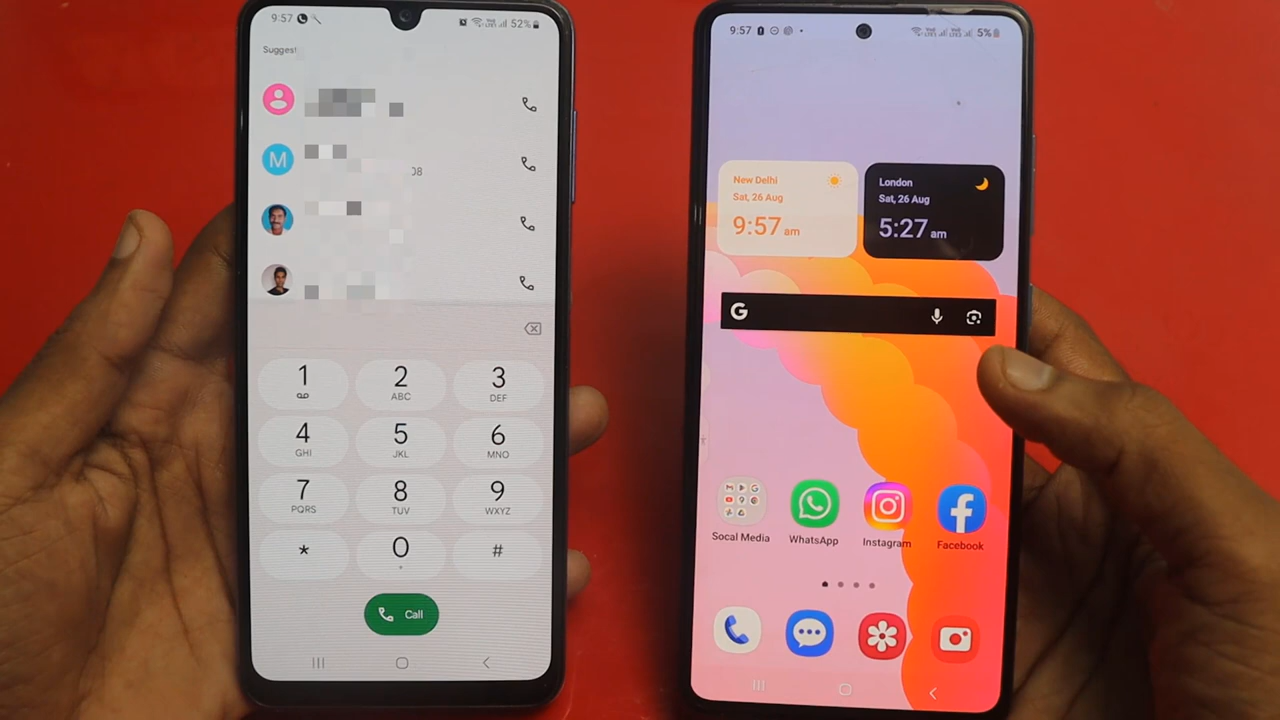 9:57
52%
Suggest
M
08
1
2
ABC
3
DEF
4
GHI
5
JKL
6
MNO
7
PQRS
8
TUV
9
WXYZ
*
0
+
#
Call
9:57
5%
New Delhi
Sat, 26 Aug
9:57 am
London
Sat, 26 Aug
5:27 am
G
Socal Media
WhatsApp
Instagram
Facebook